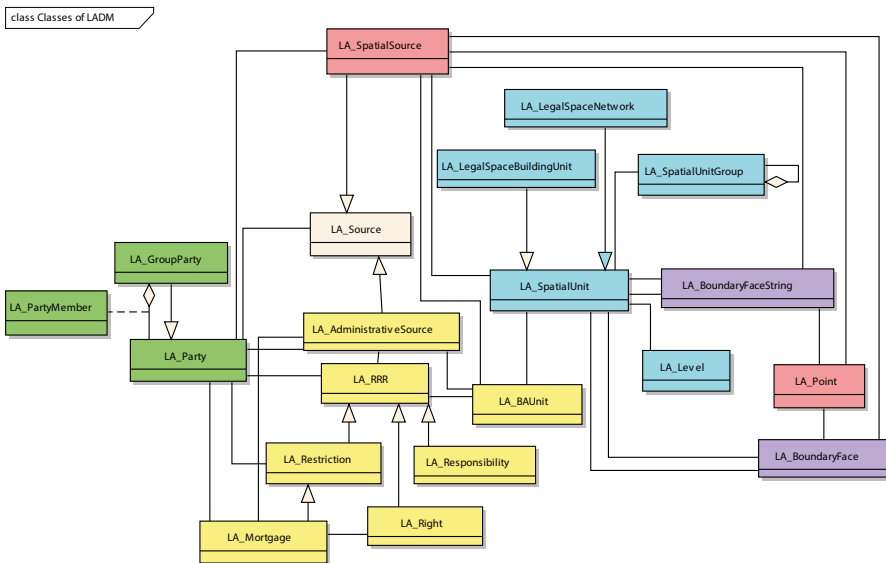 class Classes of LADM
LA_SpatialSource
LA_LegalSpaceNetwork
LA_LegalSpaceBuildingUnit
LA_SpatialUnitGroup
LA_Source
LA_GroupParty
LA_PartyMember
LA_SpatialUnit
LA_BoundaryFaceString
LA_AdministrativeSource
LA_Party
LA_RRR
LA_Level
LA_Point
LA_BAUnit
LA_Restriction
LA_Responsibility
LA_BoundaryFace
LA_Right
LA_Mortgage